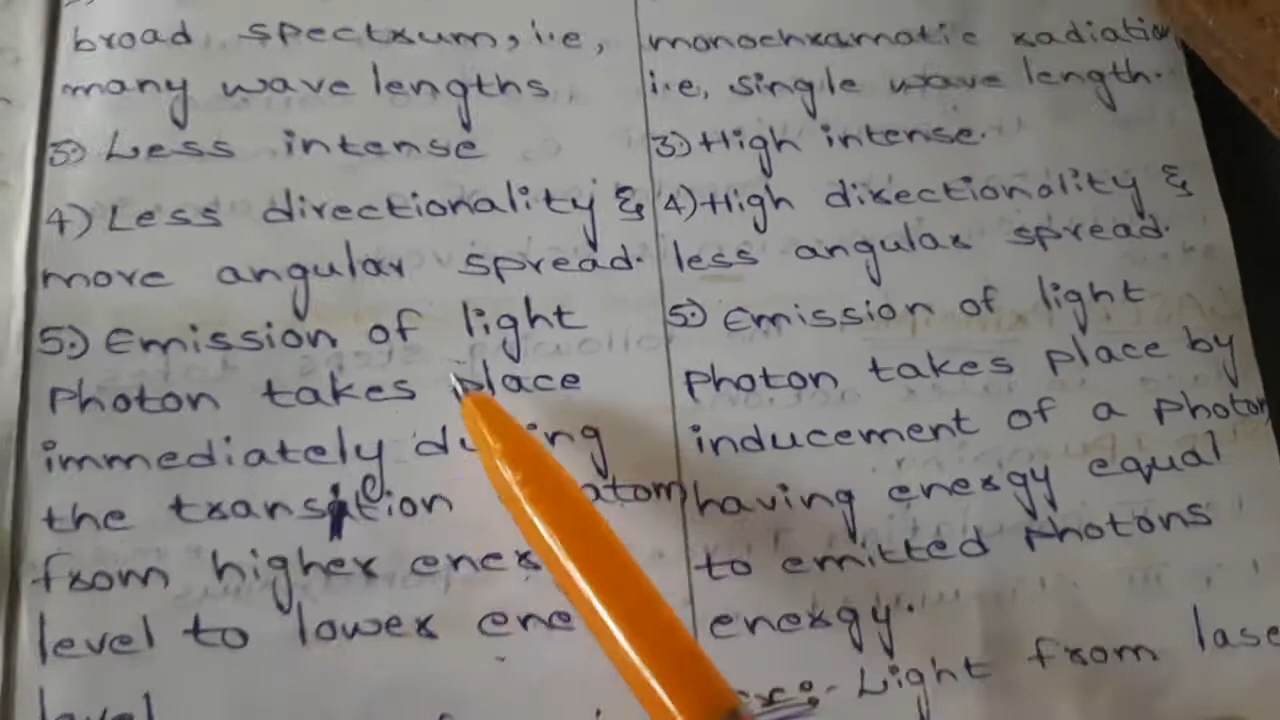 broad spectrum, i.e,
many wave lengths
3) Less intense
4) Less directionality &
more angular spread.
5.) Emission of light
photon takes place
immediately
the transition atom
from higher
level to lower
level
monochramatic radiation
i.e, single wave length.
3.) High intense.
4) High directionality &
less angular spread.
5.) Emission of light
photon takes place by
inducement of a photon
having energy equal
to emitted photons
energy.
Light from